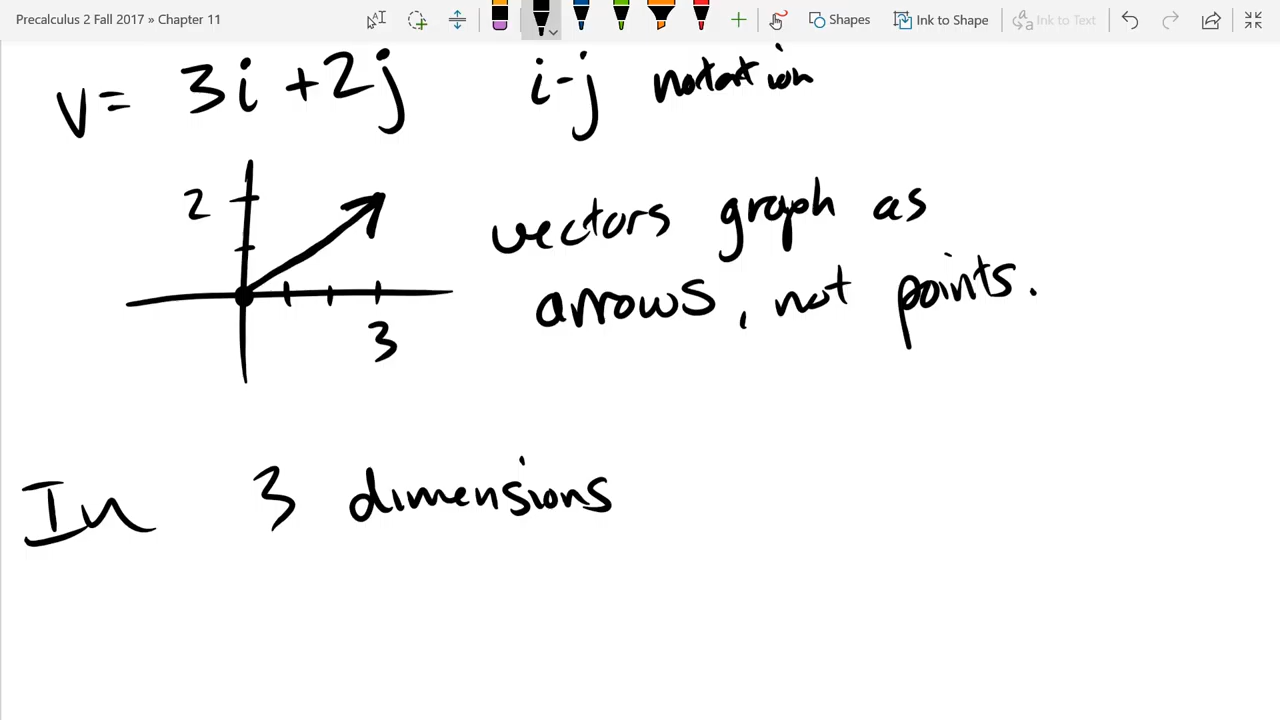 Precalculus 2 Fall 2017 » Chapter 11
Shapes
Ink to Shape
Ink to Text
v= 3i +2j i-j notation
2
3
vectors graph as
arrows, not points.
In 3 dimensions